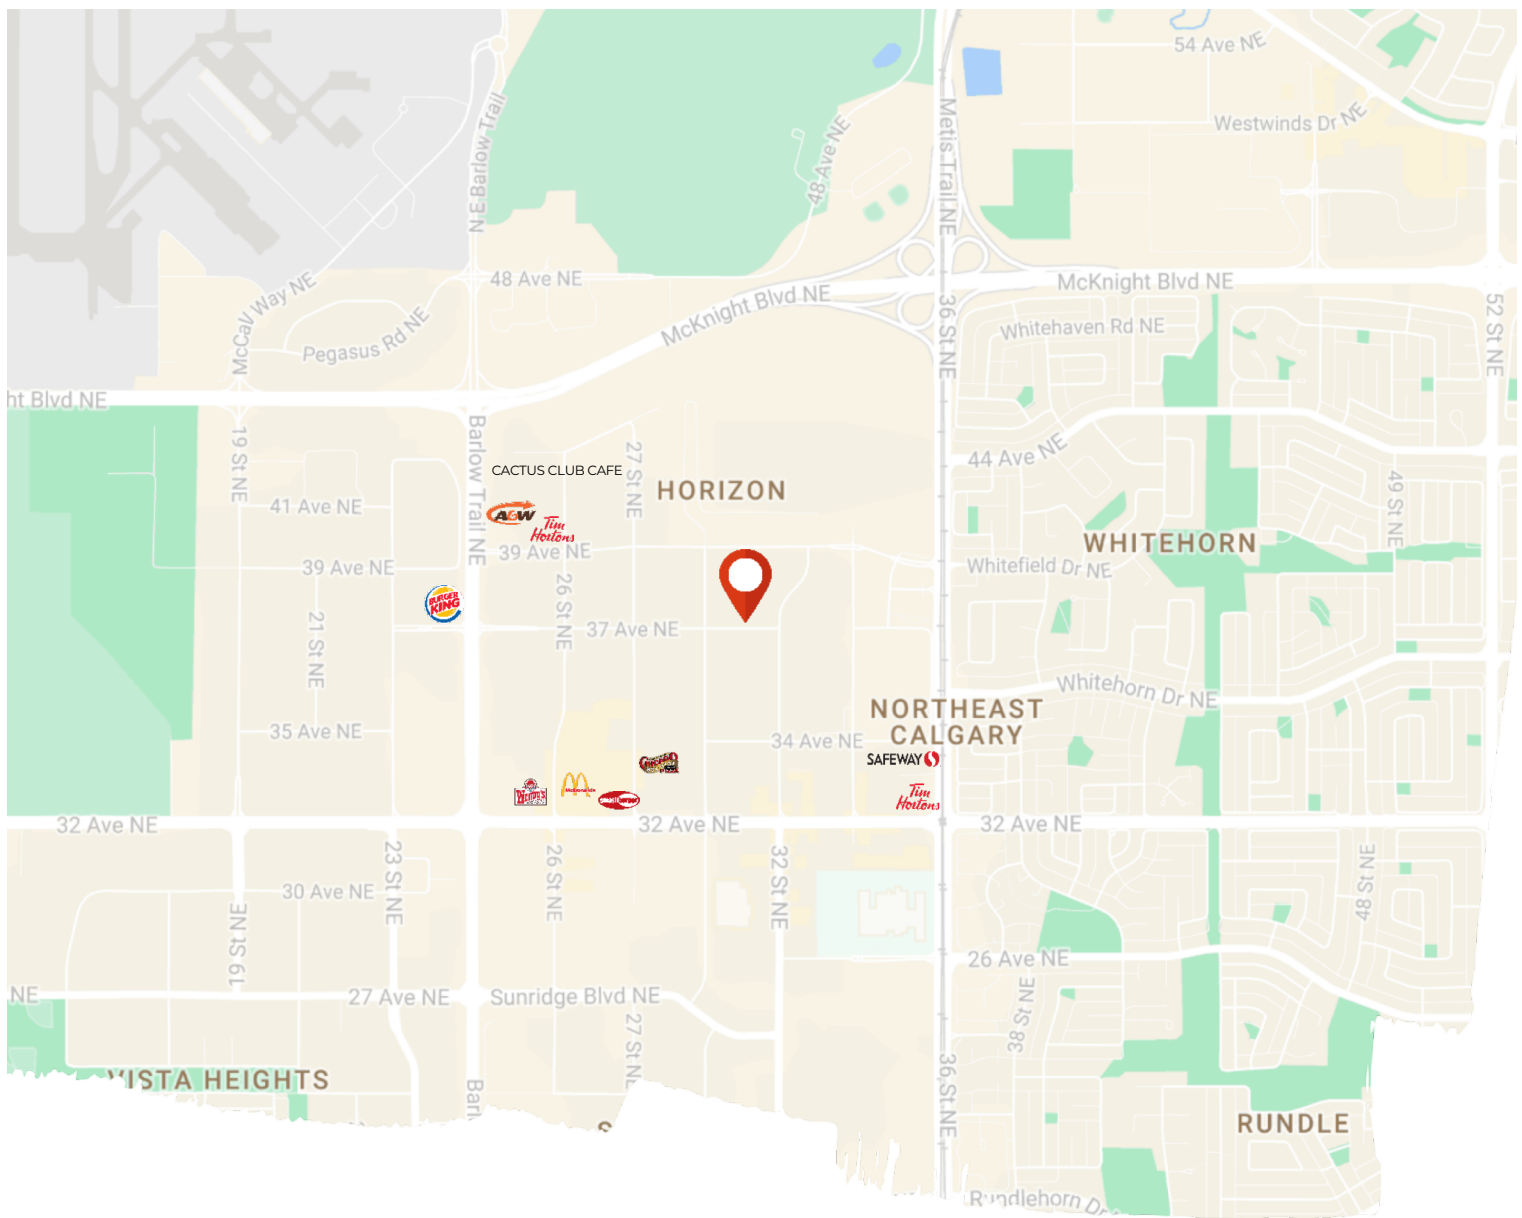 54 Ave NE
Westwinds Dr NE
N E Barlow Trail
48 Ave NE
Metis Trail NE
48 Ave NE
McKnight Blvd NE
McKnight Blvd NE
McCall Way NE
Pegasus Rd NE
36 St NE
Whitehaven Rd NE
52 St NE
ht Blvd NE
19 St NE
Barlow Trail NE
CACTUS CLUB CAFE
27 St NE
HORIZON
44 Ave NE
49 St NE
41 Ave NE
A&W
Tim
Hortons
39 Ave NE
WHITEHORN
39 Ave NE
Whitefield Dr NE
BURGER
KING
26 St NE
21 St NE
37 Ave NE
Whitehorn Dr NE
NORTHEAST
CALGARY
35 Ave NE
34 Ave NE
SAFEWAY
Wendy's
McDonald's
Tim
Hortons
32 Ave NE
32 Ave NE
32 Ave NE
23 St NE
26 St NE
32 St NE
48 St NE
30 Ave NE
19 St NE
26 Ave NE
NE
27 Ave NE
Sunridge Blvd NE
38 St NE
27 St NE
VISTA HEIGHTS
Barl
36 St NE
RUNDLE
S
Rundlehorn Dr